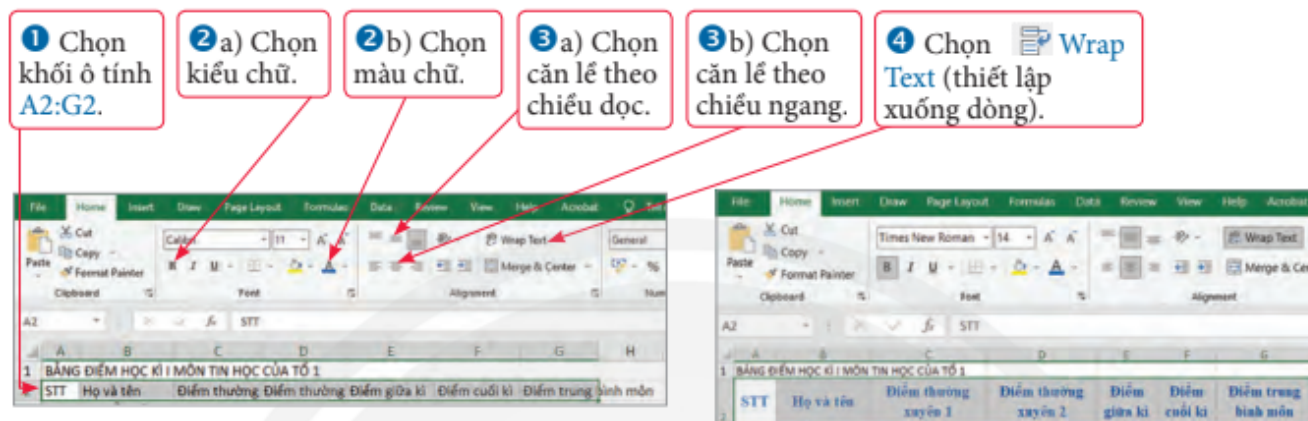 ❶ Chọn
khối ô tính
A2:G2.
❷a) Chọn
kiểu chữ.
❷b) Chọn
màu chữ.
❸a) Chọn
căn lề theo
chiều dọc.
❸b) Chọn
căn lề theo
chiều ngang.
❹ Chọn Wrap
Text (thiết lập
xuống dòng).
File Home Insert Draw Page Layout Formulas Data Review View Help Acrobat
Cut
Copy
Paste
Format Painter
Calibri 11
B I U
Wrap Text
Merge & Center
General
%
Clipboard Font Alignment Num
A2 fx STT
A B C D E F G H
1 BẢNG ĐIỂM HỌC KÌ I MÔN TIN HỌC CỦA TỔ 1
STT Họ và tên Điểm thường Điểm thường Điểm giữa kì Điểm cuối kì Điểm trung bình môn
File Home Insert Draw Page Layout Formulas Data Review View Help Acrobat
Cut
Copy
Paste
Format Painter
Times New Roman 14
B I U
Wrap Text
Merge & Cen
Clipboard Font Alignment
A2 fx STT
A B C D E F G
1 BẢNG ĐIỂM HỌC KÌ I MÔN TIN HỌC CỦA TỔ 1
2 STT Họ và tên Điểm thường xuyên 1 Điểm thường xuyên 2 Điểm giữa kì Điểm cuối kì Điểm trung bình môn